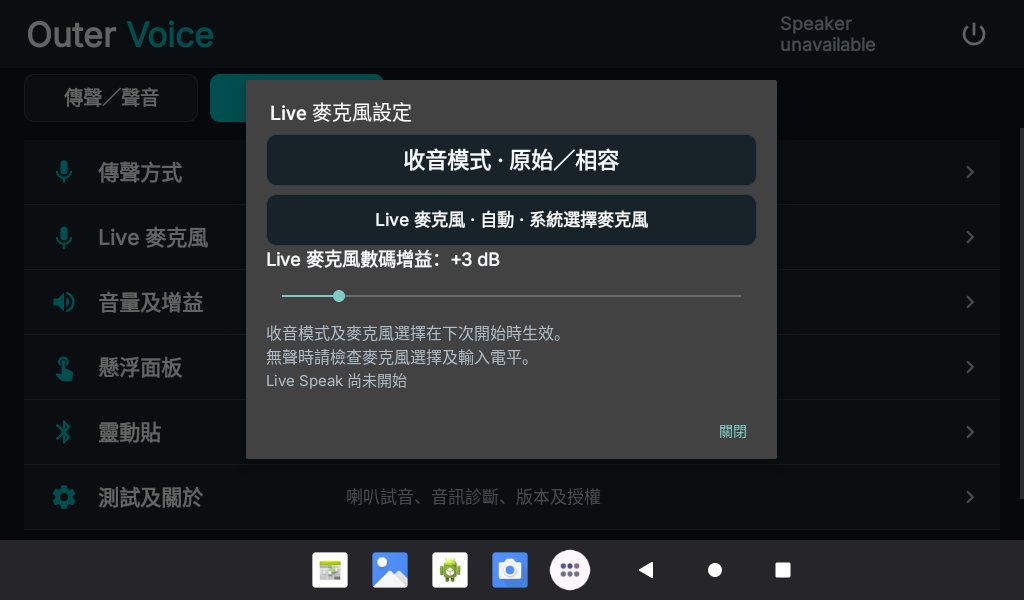 Outer Voice
Speaker
unavailable
傳聲／聲音
Live 麥克風設定
收音模式 · 原始／相容
Live 麥克風 · 自動 · 系統選擇麥克風
Live 麥克風數碼增益：+3 dB
收音模式及麥克風選擇在下次開始時生效。
無聲時請檢查麥克風選擇及輸入電平。
Live Speak 尚未開始
關閉
傳聲方式
Live 麥克風
音量及增益
懸浮面板
靈動貼
測試及關於
喇叭試音、音訊診斷、版本及授權